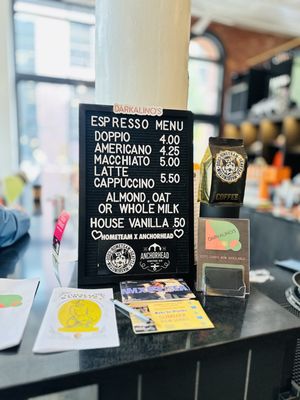 DARKALINO'S
ESPRESSO MENU
DOPPIO 4.00
AMERICANO 4.25
MACCHIATO 5.00
LATTE
CAPPUCCINO 5.50
ALMOND, OAT
OR WHOLE MILK
HOUSE VANILLA .50
HOMETEAM X ANCHORHEAD
ANCHORHEAD
COFFEE
DARKALINO'S